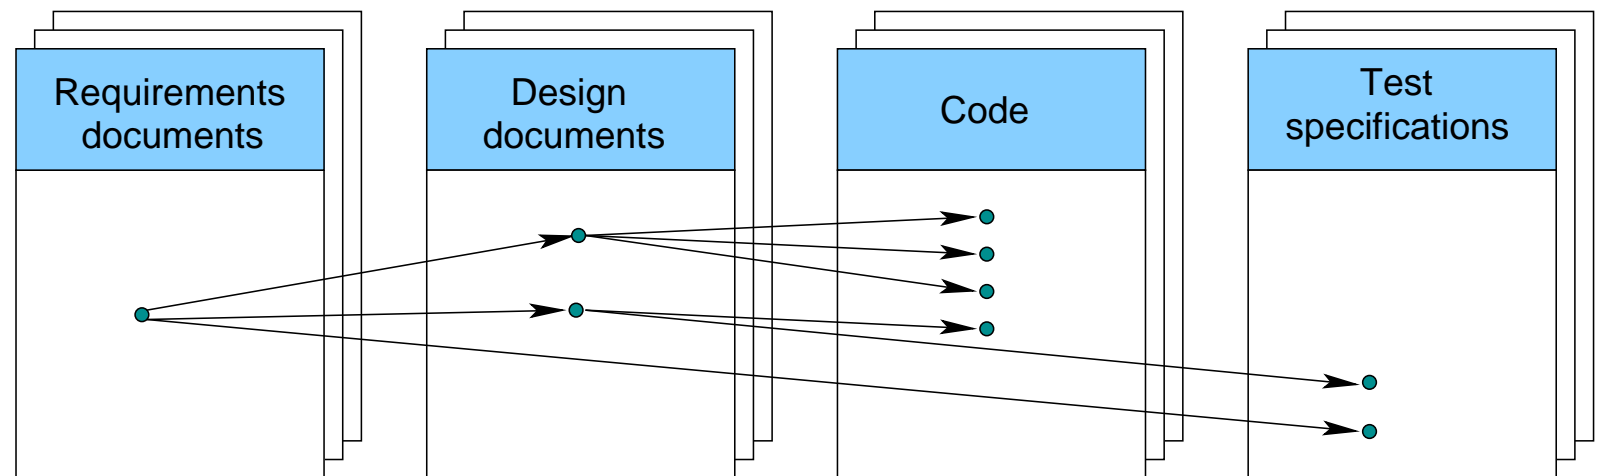 Requirements
documents
Design
documents
Code
Test
specifications